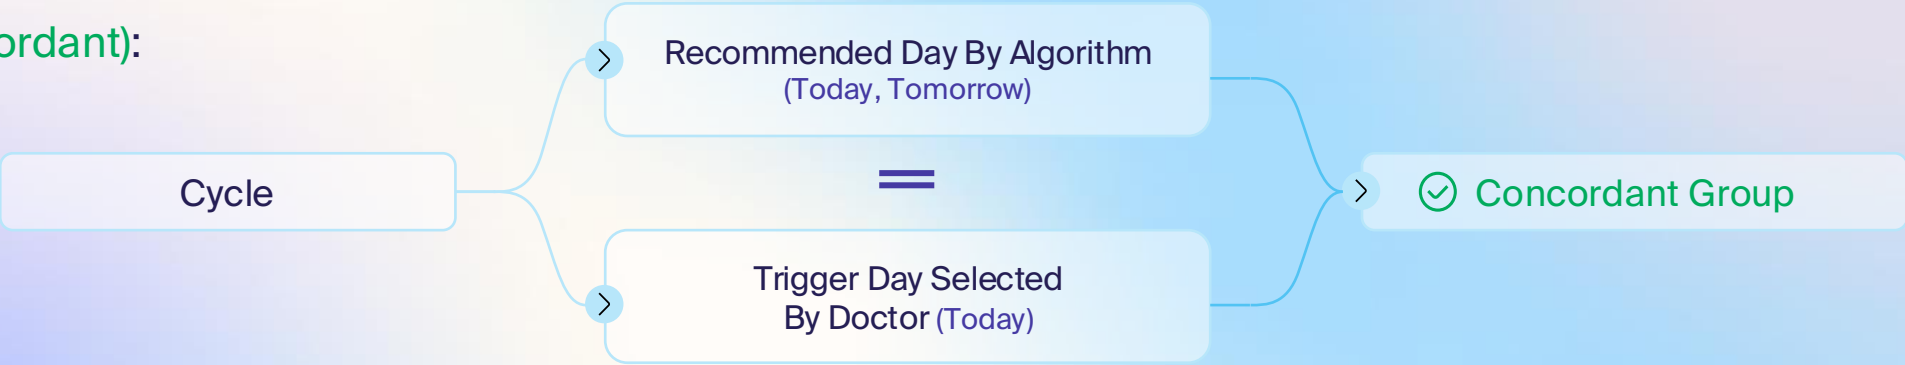 ordant):
Recommended Day By Algorithm
(Today, Tomorrow)
Cycle
=
Concordant Group
Trigger Day Selected
By Doctor (Today)